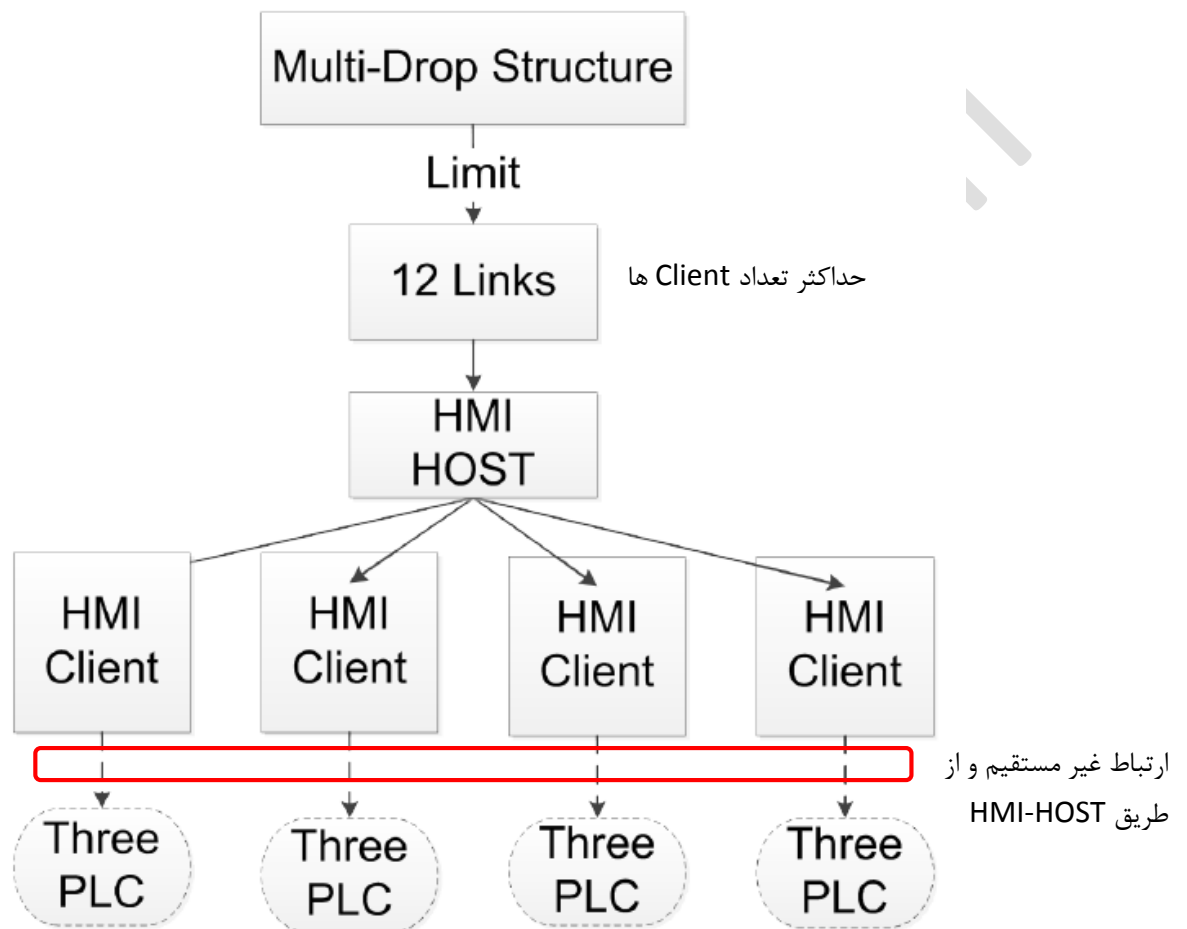 Multi-Drop Structure
Limit
12 Links
حداکثر تعداد Client ها
HMI
HOST
HMI
Client
HMI
Client
HMI
Client
HMI
Client
ارتباط غیر مستقیم و از
طریق HMI-HOST
Three
PLC
Three
PLC
Three
PLC
Three
PLC